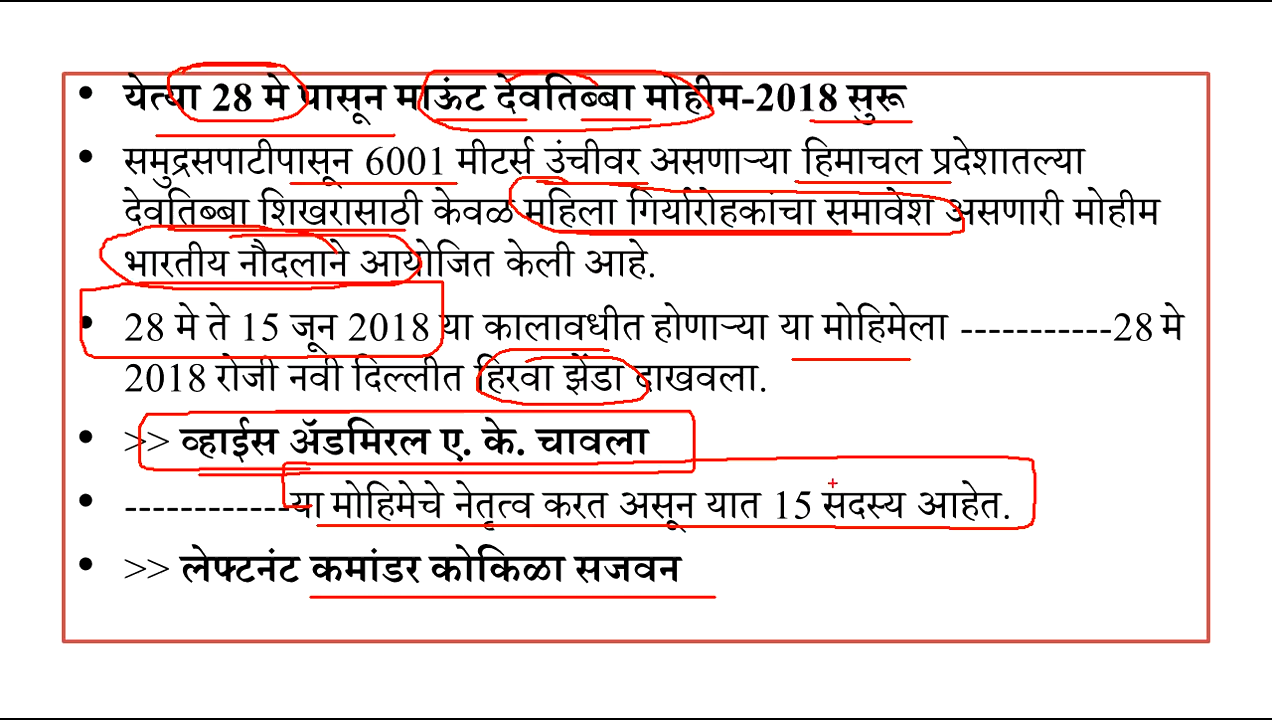 • येत्या 28 मे पासून माऊंट देवतिब्बा मोहीम-2018 सुरू
• समुद्रसपाटीपासून 6001 मीटर्स उंचीवर असणाऱ्या हिमाचल प्रदेशातल्या
देवतिब्बा शिखरासाठी केवळ महिला गिर्यारोहकांचा समावेश असणारी मोहीम
भारतीय नौदलाने आयोजित केली आहे.
• 28 मे ते 15 जून 2018 या कालावधीत होणाऱ्या या मोहिमेला -----------28 मे
2018 रोजी नवी दिल्लीत हिरवा झेंडा दाखवला.
• >> व्हाईस ॲडमिरल ए. के. चावला
• ------------या मोहिमेचे नेतृत्व करत असून यात 15 सदस्य आहेत.
• >> लेफ्टनंट कमांडर कोकिळा सजवन